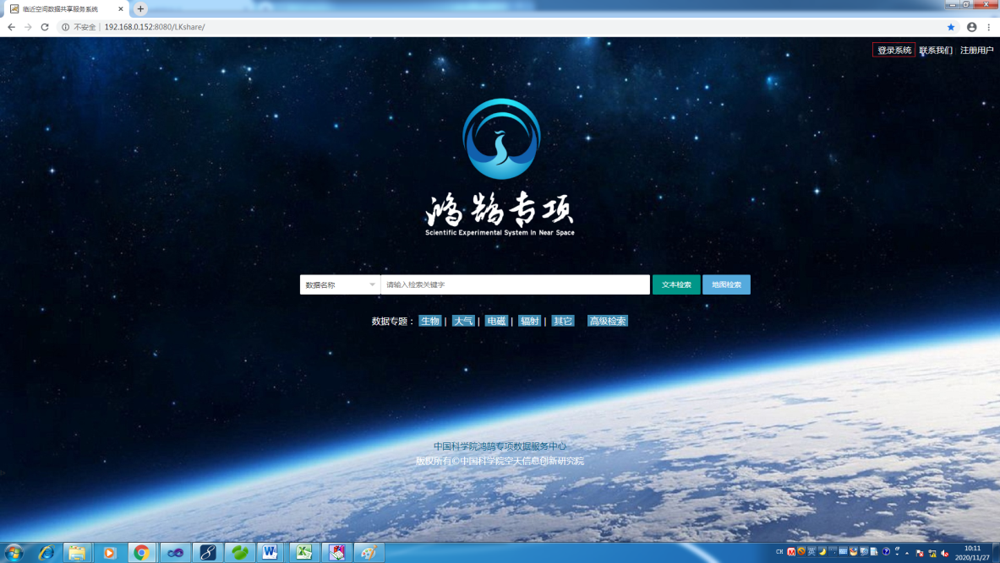 临近空间数据共享服务系统
不安全 | 192.168.0.152:8080/LKshare/
登录系统 联系我们 注册用户
鸿鹄专项
Scientific Experimental System In Near Space
数据名称 请输入检索关键字 文本检索 地图检索
数据专题： 生物 | 大气 | 电磁 | 辐射 | 其它 高级检索
中国科学院鸿鹄专项数据服务中心
版权所有©中国科学院空天信息创新研究院
CK 英
10:11
2020/11/27